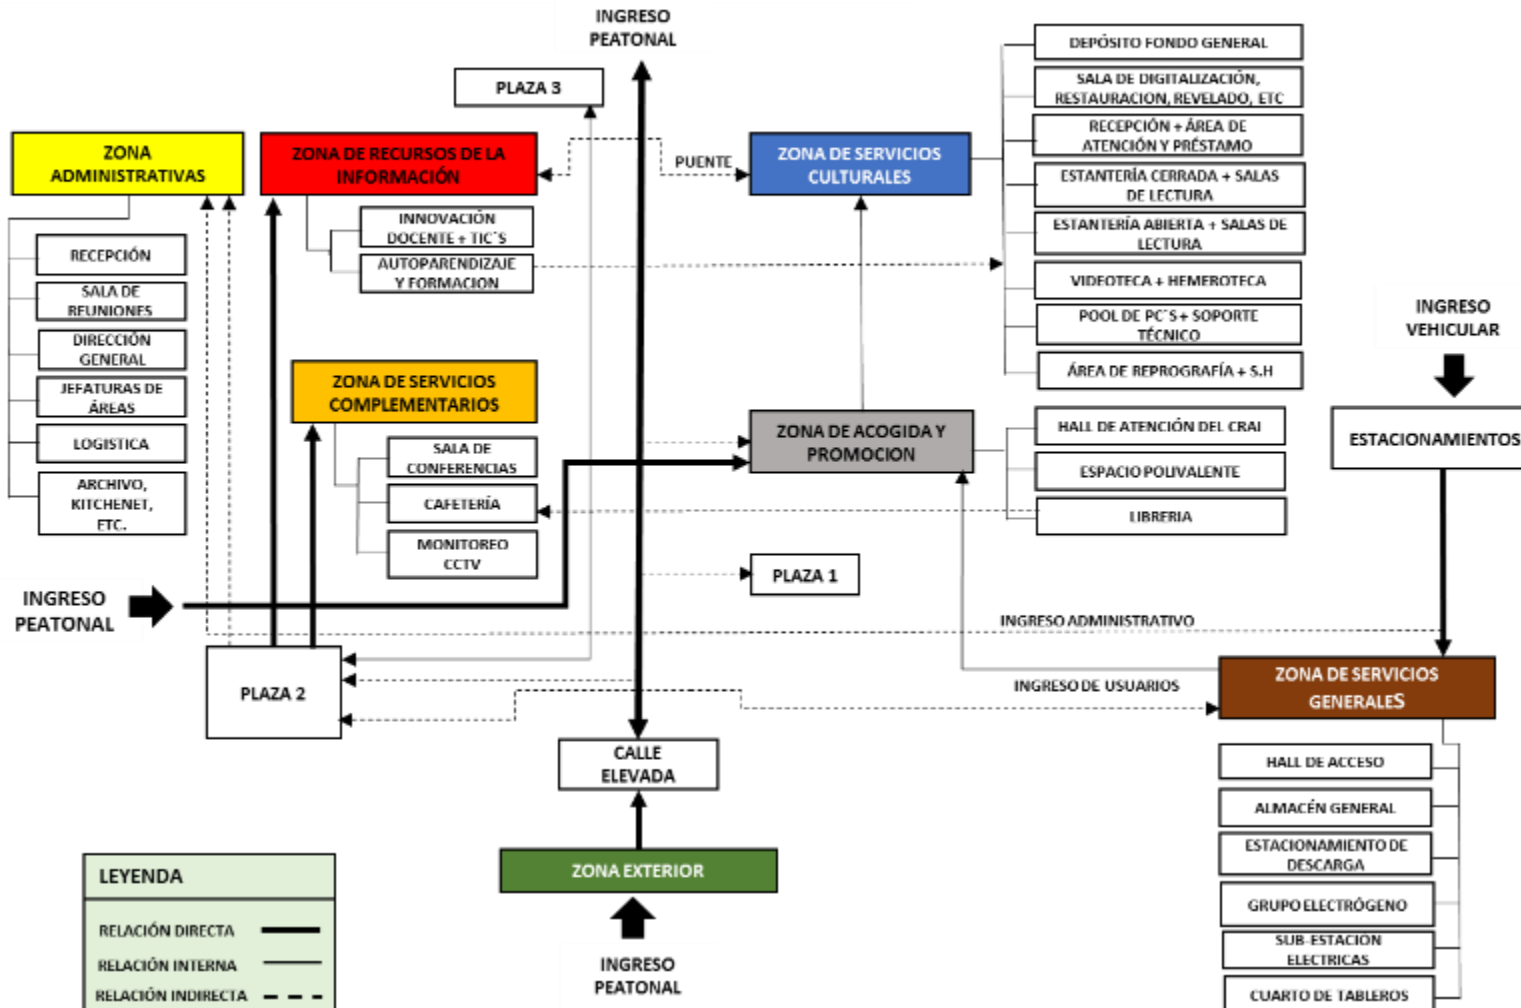 INGRESO
PEATONAL
PLAZA 3
ZONA
ADMINISTRATIVAS
RECEPCIÓN
SALA DE
REUNIONES
DIRECCIÓN
GENERAL
JEFATURAS DE
ÁREAS
LOGISTICA
ARCHIVO,
KITCHENET,
ETC.
ZONA DE RECURSOS DE LA
INFORMACIÓN
INNOVACIÓN
DOCENTE + TIC´S
AUTOPARENDIZAJE
Y FORMACION
ZONA DE SERVICIOS
COMPLEMENTARIOS
SALA DE
CONFERENCIAS
CAFETERÍA
MONITOREO
CCTV
PUENTE
ZONA DE SERVICIOS
CULTURALES
DEPÓSITO FONDO GENERAL
SALA DE DIGITALIZACIÓN,
RESTAURACION, REVELADO, ETC
RECEPCIÓN + ÁREA DE
ATENCIÓN Y PRÉSTAMO
ESTANTERÍA CERRADA + SALAS
DE LECTURA
ESTANTERÍA ABIERTA + SALAS DE
LECTURA
VIDEOTECA + HEMEROTECA
POOL DE PC´S + SOPORTE
TÉCNICO
ÁREA DE REPROGRAFÍA + S.H
ZONA DE ACOGIDA Y
PROMOCION
HALL DE ATENCIÓN DEL CRAI
ESPACIO POLIVALENTE
LIBRERIA
INGRESO
VEHICULAR
ESTACIONAMIENTOS
PLAZA 1
INGRESO
PEATONAL
INGRESO ADMINISTRATIVO
PLAZA 2
INGRESO DE USUARIOS
ZONA DE SERVICIOS
GENERALES
HALL DE ACCESO
ALMACÉN GENERAL
ESTACIONAMIENTO DE
DESCARGA
GRUPO ELECTRÓGENO
SUB-ESTACIÓN
ELECTRICAS
CUARTO DE TABLEROS
CALLE
ELEVADA
ZONA EXTERIOR
INGRESO
PEATONAL
LEYENDA
RELACIÓN DIRECTA
RELACIÓN INTERNA
RELACIÓN INDIRECTA